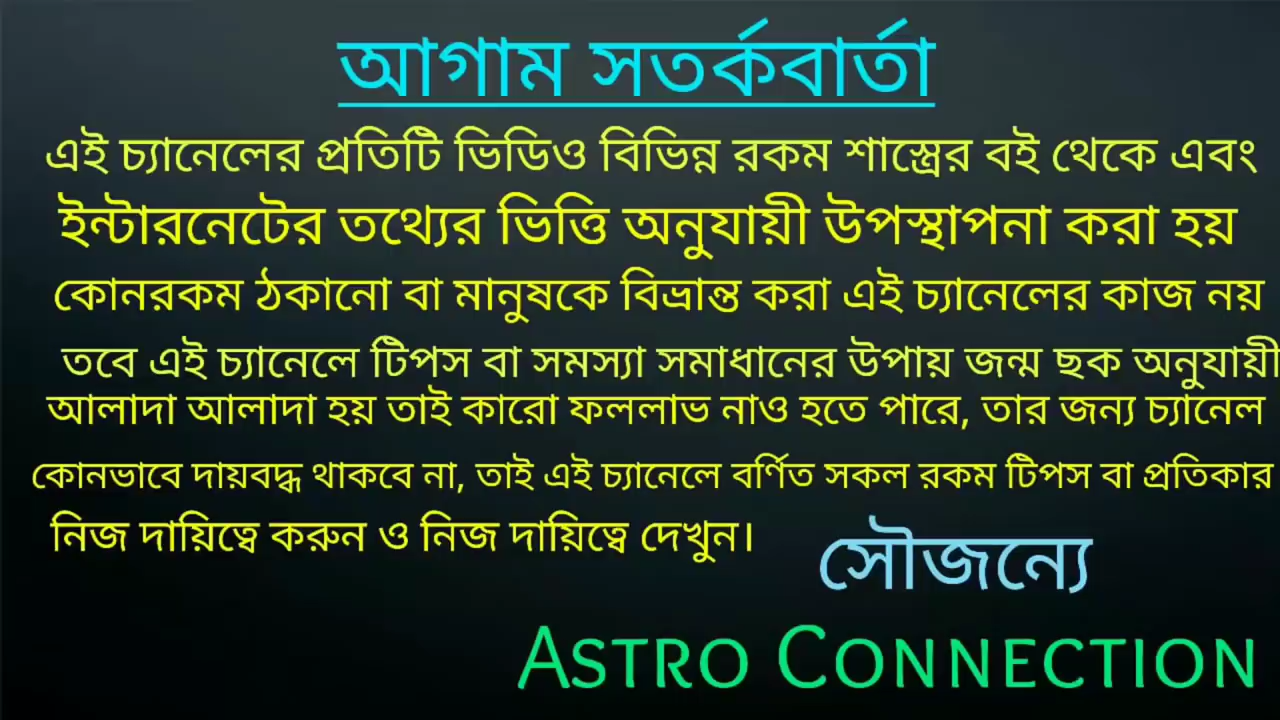 আগাম সতর্কবার্তা
এই চ্যানেলের প্রতিটি ভিডিও বিভিন্ন রকম শাস্ত্রের বই থেকে এবং
ইন্টারনেটের তথ্যের ভিত্তি অনুযায়ী উপস্থাপনা করা হয়
কোনরকম ঠকানো বা মানুষকে বিভ্রান্ত করা এই চ্যানেলের কাজ নয়
তবে এই চ্যানেলে টিপস বা সমস্যা সমাধানের উপায় জন্ম ছক অনুযায়ী
আলাদা আলাদা হয় তাই কারো ফললাভ নাও হতে পারে, তার জন্য চ্যানেল
কোনভাবে দায়বদ্ধ থাকবে না, তাই এই চ্যানেলে বর্ণিত সকল রকম টিপস বা প্রতিকার
নিজ দায়িত্বে করুন ও নিজ দায়িত্বে দেখুন।
সৌজন্যে
ASTRO CONNECTION